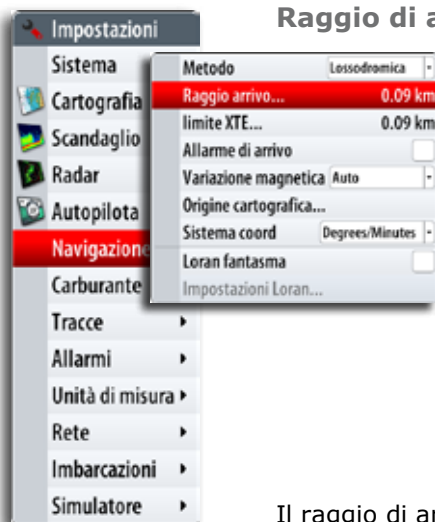 Raggio di a
Impostazioni
Sistema
Cartografia
Scandaglio
Radar
Autopilota
Navigazione
Carburante
Tracce
Allarmi
Unità di misura
Rete
Imbarcazioni
Simulatore
Metodo Lossodromica
Raggio arrivo... 0.09 km
limite XTE... 0.09 km
Allarme di arrivo
Variazione magnetica Auto
Origine cartografica...
Sistema coord Degrees/Minutes
Loran fantasma
Impostazioni Loran...
Il raggio di ar